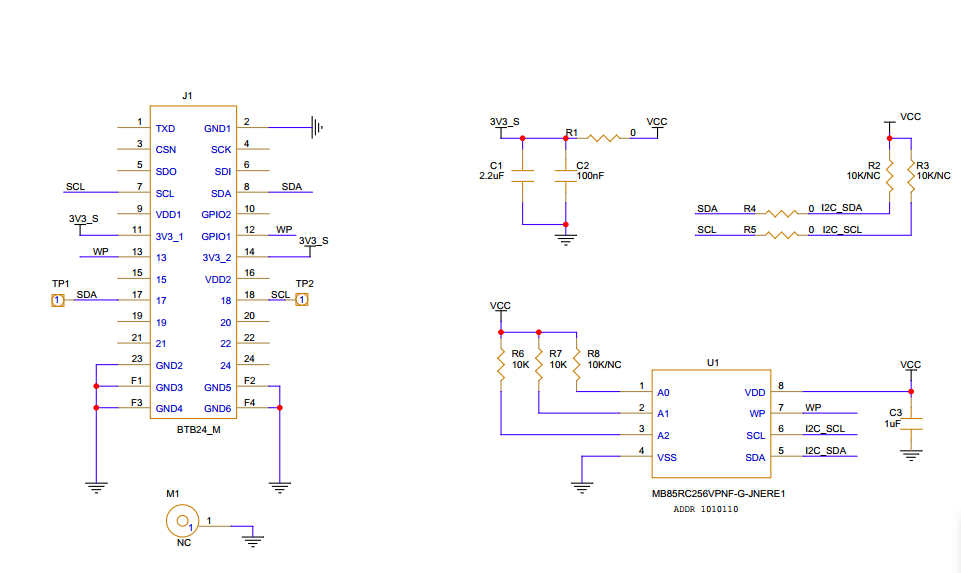 J1
1 TXD GND1 2
3 CSN SCK 4
5 SDO SDI 6
SCL 7 SCL SDA 8 SDA
9 VDD1 GPIO2 10
3V3_S 11 3V3_1 GPIO1 12 WP
WP 13 13 3V3_2 14 3V3_S
15 15 VDD2 16
TP1 1 SDA 17 17 18 18 SCL 1 TP2
19 19 20 20
21 21 22 22
23 GND2 24 24
F1 GND3 GND5 F2
F3 GND4 GND6 F4
BTB24_M
M1
1 1
NC
3V3_S R1 0 VCC
C1 C2
2.2uF 100nF
VCC
R2 R3
10K/NC 10K/NC
SDA R4 0 I2C_SDA
SCL R5 0 I2C_SCL
VCC
R6 R7 R8
10K 10K 10K/NC
U1
1 A0 VDD 8
2 A1 WP 7 WP
3 A2 SCL 6 I2C_SCL
4 VSS SDA 5 I2C_SDA
MB85RC256VPNF-G-JNERE1
ADDR 1010110
VCC
C3
1uF